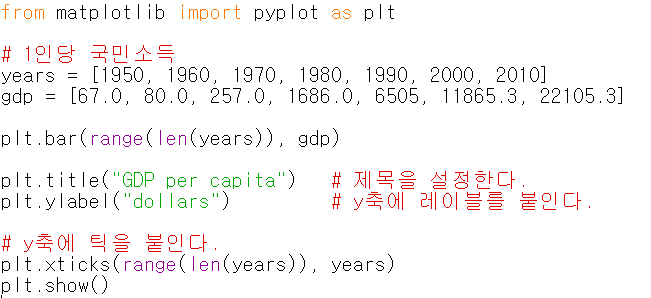 from matplotlib import pyplot as plt
# 1인당 국민소득
years = [1950, 1960, 1970, 1980, 1990, 2000, 2010]
gdp = [67.0, 80.0, 257.0, 1686.0, 6505, 11865.3, 22105.3]
plt.bar(range(len(years)), gdp)
plt.title("GDP per capita") # 제목을 설정한다.
plt.ylabel("dollars") # y축에 레이블를 붙인다.
# y축에 틱을 붙인다.
plt.xticks(range(len(years)), years)
plt.show()